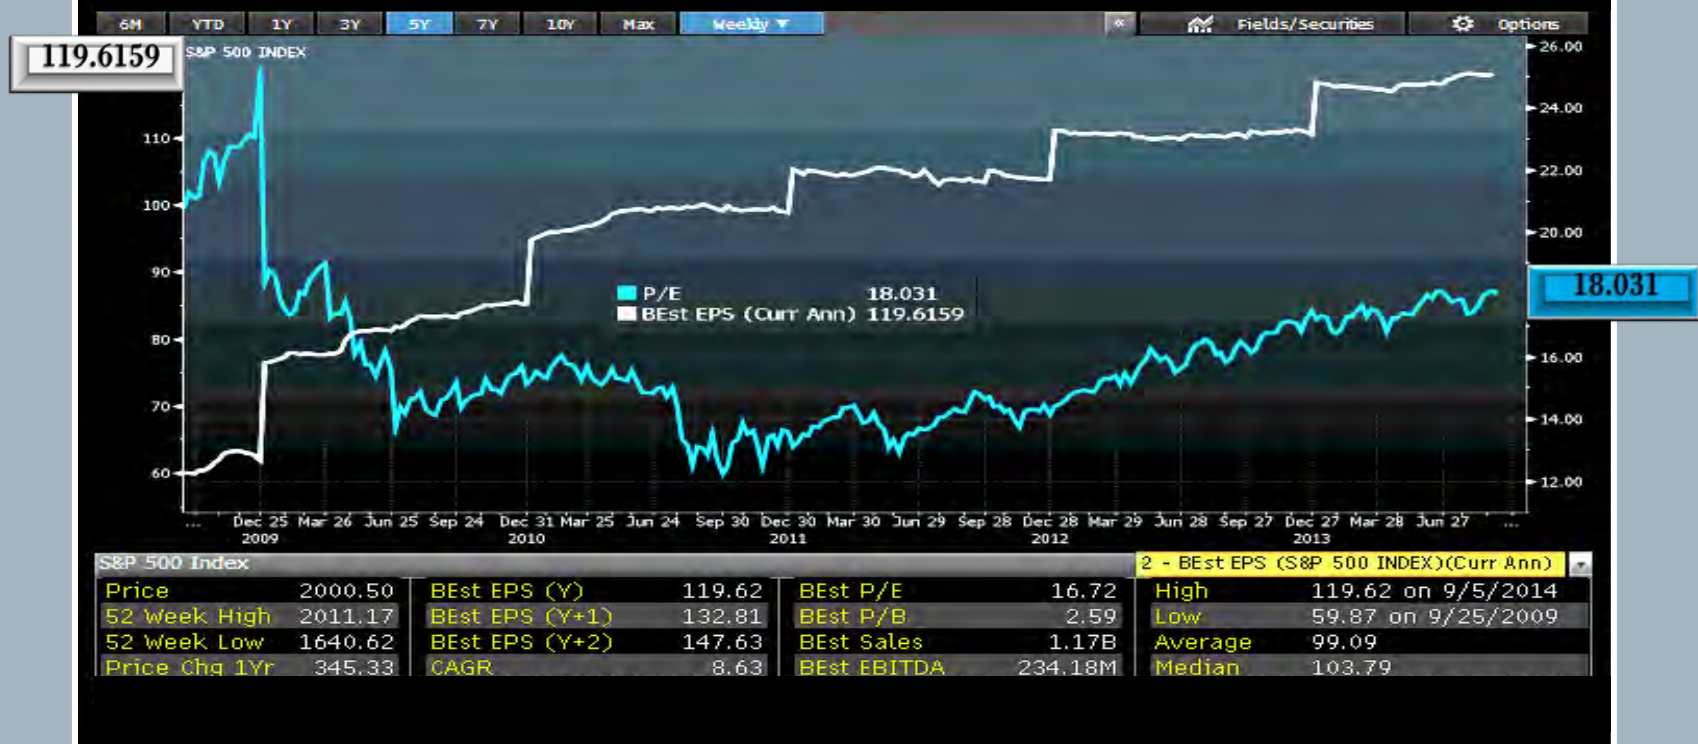 6M YTD 1Y 3Y 5Y 7Y 10Y Max Weekly ▼ « Fields/Securities Options
119.6159
S&P 500 INDEX
26.00
24.00
110
22.00
100
20.00
90
18.031
P/E 18.031
BEst EPS (Curr Ann) 119.6159
80
16.00
70
14.00
60
12.00
... Dec 25 Mar 26 Jun 25 Sep 24 Dec 31 Mar 25 Jun 24 Sep 30 Dec 30 Mar 30 Jun 29 Sep 28 Dec 28 Mar 29 Jun 28 Sep 27 Dec 27 Mar 28 Jun 27 ...
2009 2010 2011 2012 2013
S&P 500 Index 2 - BEst EPS (S&P 500 INDEX)(Curr Ann)
Price 2000.50 BEst EPS (Y) 119.62 BEst P/E 16.72 High 119.62 on 9/5/2014
52 Week High 2011.17 BEst EPS (Y+1) 132.81 BEst P/B 2.59 Low 59.87 on 9/25/2009
52 Week Low 1640.62 BEst EPS (Y+2) 147.63 BEst Sales 1.17B Average 99.09
Price Chg 1Yr 345.33 CAGR 8.63 BEst EBITDA 234.18M Median 103.79